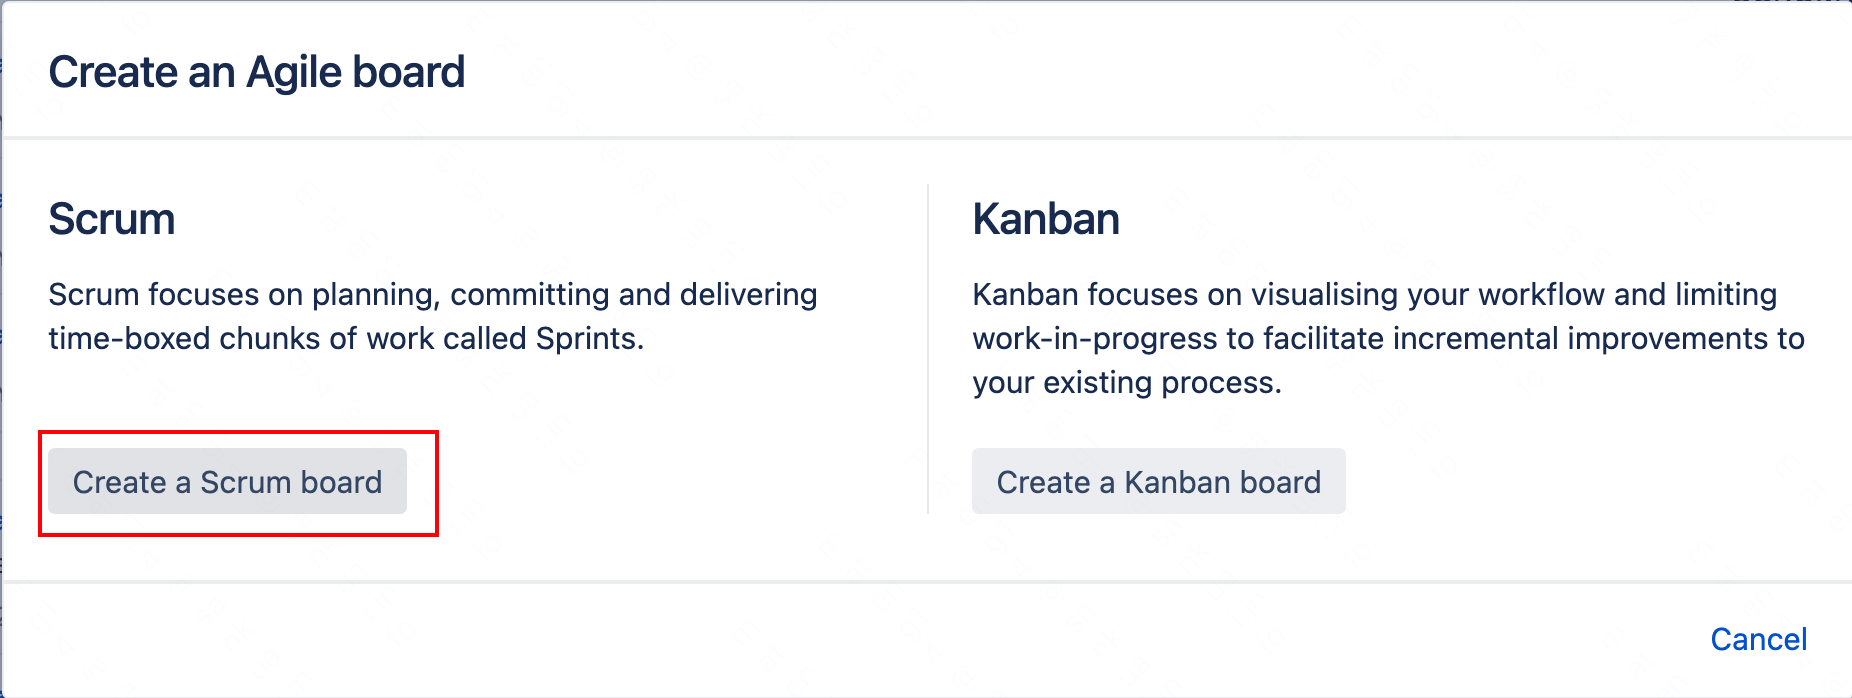 Create an Agile board
Scrum
Scrum focuses on planning, committing and delivering
time-boxed chunks of work called Sprints.
Create a Scrum board
Kanban
Kanban focuses on visualising your workflow and limiting
work-in-progress to facilitate incremental improvements to
your existing process.
Create a Kanban board
Cancel